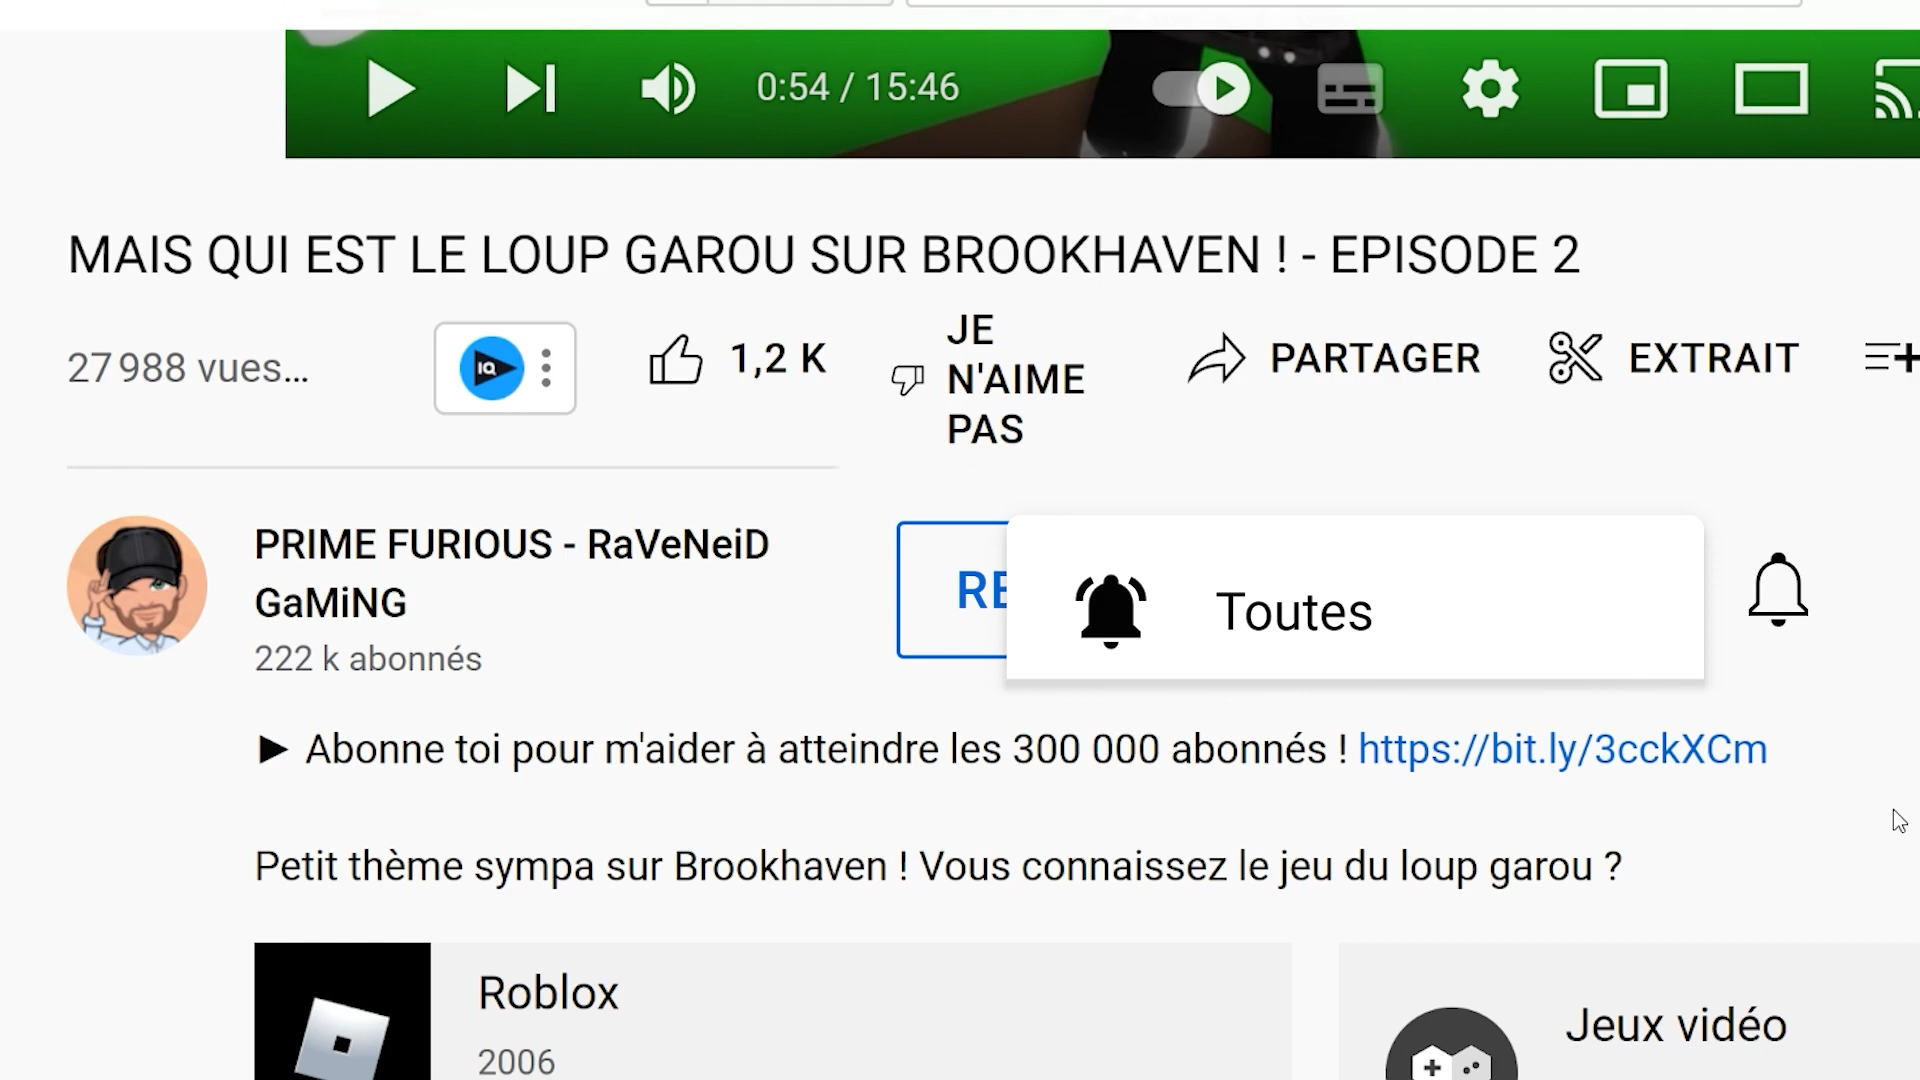 0:54 / 15:46
MAIS QUI EST LE LOUP GAROU SUR BROOKHAVEN ! - EPISODE 2
27 988 vues...
IQ
1,2 K
JE
N'AIME
PAS
PARTAGER
EXTRAIT
PRIME FURIOUS - RaVeNeiD
GaMiNG
222 k abonnés
RE
Toutes
► Abonne toi pour m'aider à atteindre les 300 000 abonnés ! https://bit.ly/3cckXCm
Petit thème sympa sur Brookhaven ! Vous connaissez le jeu du loup garou ?
Roblox
2006
Jeux vidéo